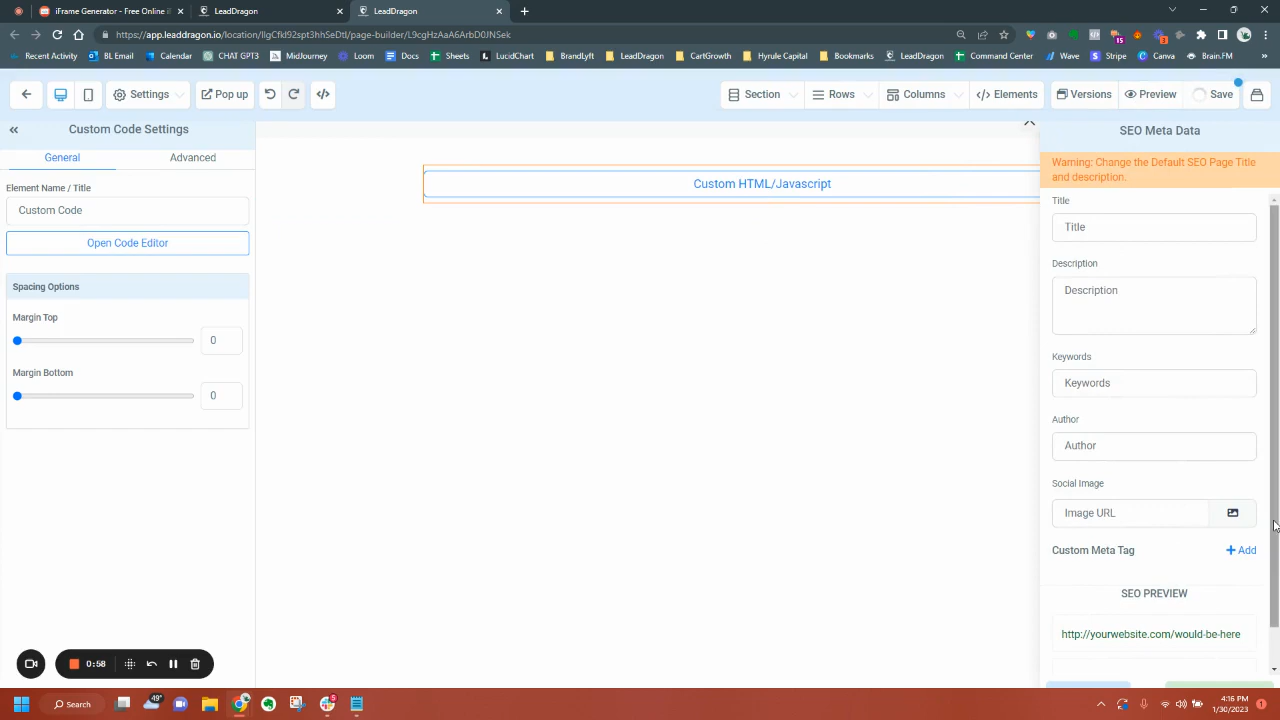 iFrame Generator - Free Online i
LeadDragon
LeadDragon
https://app.leaddragon.io/location/IlgCfkd92spt3hhSeDtl/page-builder/L9cgHzAaA6ArbD0JNSek
15
3
Recent Activity
BL Email
Calendar
CHAT GPT3
MidJourney
Loom
Docs
Sheets
LucidChart
BrandLyft
LeadDragon
CartGrowth
Hyrule Capital
Bookmarks
LeadDragon
Command Center
Wave
Stripe
Canva
Brain.FM
Settings
Pop up
Section
Rows
Columns
Elements
Versions
Preview
Save
Custom Code Settings
General
Advanced
Element Name / Title
Custom Code
Open Code Editor
Spacing Options
Margin Top
0
Margin Bottom
0
Custom HTML/Javascript
SEO Meta Data
Warning: Change the Default SEO Page Title
and description.
Title
Title
Description
Description
Keywords
Keywords
Author
Author
Social Image
Image URL
Custom Meta Tag
+ Add
SEO PREVIEW
http://yourwebsite.com/would-be-here
0:58
Search
49°
5
4:16 PM
1/30/2023
1